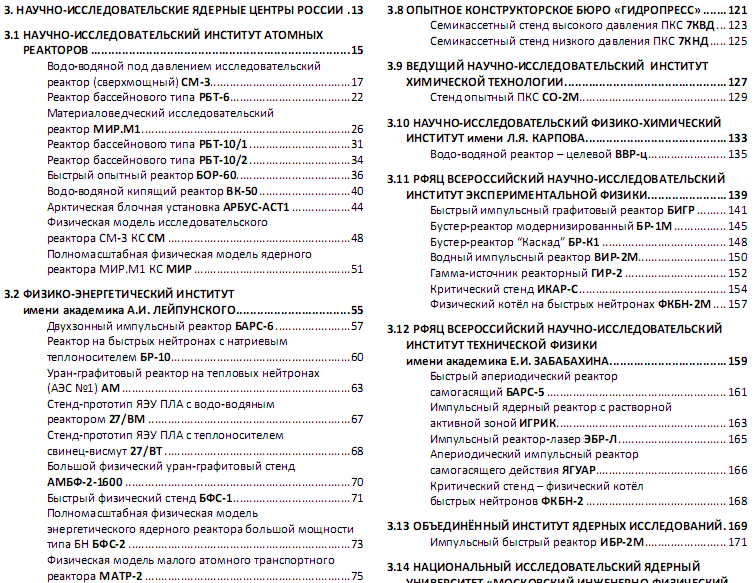 3. НАУЧНО-ИССЛЕДОВАТЕЛЬСКИЕ ЯДЕРНЫЕ ЦЕНТРЫ РОССИИ .13
3.1 НАУЧНО-ИССЛЕДОВАТЕЛЬСКИЙ ИНСТИТУТ АТОМНЫХ
РЕАКТОРОВ ........................................................ 15
Водо-водяной под давлением исследовательский
реактор (сверхмощный) СМ-3................................17
Реактор бассейнового типа РБТ-6............................22
Материаловедческий исследовательский
реактор МИР.М1..................................................26
Реактор бассейнового типа РБТ-10/1 ........................31
Реактор бассейнового типа РБТ-10/2 ........................34
Быстрый опытный реактор БОР-60...........................36
Водо-водяной кипящий реактор ВК-50 ......................40
Арктическая блочная установка АРБУС-АСТ1 ..............44
Физическая модель исследовательского
реактора СМ-3 КС СМ ..........................................48
Полномасштабная физическая модель ядерного
реактора МИР.М1 КС МИР .....................................51
3.2 ФИЗИКО-ЭНЕРГЕТИЧЕСКИЙ ИНСТИТУТ
имени академика А.И. ЛЕЙПУНСКОГО............................55
Двухзонный импульсный реактор БАРС-6 ..................57
Реактор на быстрых нейтронах с натриевым
теплоносителем БР-10...........................................60
Уран-графитовый реактор на тепловых нейтронах
(АЭС №1) АМ ......................................................63
Стенд-прототип ЯЭУ ПЛА с водо-водяным
реактором 27/ВМ .................................................67
Стенд-прототип ЯЭУ ПЛА с теплоносителем
свинец-висмут 27/ВТ ............................................68
Большой физический уран-графитовый стенд
АМБФ-2-1600 ......................................................70
Быстрый физический стенд БФС-1............................71
Полномасштабная физическая модель
энергетического ядерного реактора большой мощности
типа БН БФС-2 ....................................................73
Физическая модель малого атомного транспортного
реактора МАТР-2 .................................................75
3.8 ОПЫТНОЕ КОНСТРУКТОРСКОЕ БЮРО «ГИДРОПРЕСС» ...... 121
Семикассетный стенд высокого давления ПКС 7КВД ... 123
Семикассетный стенд низкого давления ПКС 7КНД .... 125
3.9 ВЕДУЩИЙ НАУЧНО-ИССЛЕДОВАТЕЛЬСКИЙ ИНСТИТУТ
ХИМИЧЕСКОЙ ТЕХНОЛОГИИ...................................... 127
Стенд опытный ПКС СО-2М.................................... 129
3.10 НАУЧНО-ИССЛЕДОВАТЕЛЬСКИЙ ФИЗИКО-ХИМИЧЕСКИЙ
ИНСТИТУТ имени Л.Я. КАРПОВА.................................. 133
Водо-водяной реактор – целевой ВВР-ц..................... 135
3.11 РФЯЦ ВСЕРОССИЙСКИЙ НАУЧНО-ИССЛЕДОВАТЕЛЬСКИЙ
ИНСТИТУТ ЭКСПЕРИМЕНТАЛЬНОЙ ФИЗИКИ...................... 139
Быстрый импульсный графитовый реактор БИГР ....... 141
Бустер-реактор модернизированный БР-1М .............. 145
Бустер-реактор “Каскад” БР-К1 .............................. 148
Водный импульсный реактор ВИР-2М...................... 150
Гамма-источник реакторный ГИР-2 ......................... 152
Критический стенд ИКАР-С ................................... 154
Физический котёл на быстрых нейтронах ФКБН-2М .... 157
3.12 РФЯЦ ВСЕРОССИЙСКИЙ НАУЧНО-ИССЛЕДОВАТЕЛЬСКИЙ
ИНСТИТУТ ТЕХНИЧЕСКОЙ ФИЗИКИ
имени академика Е.И. ЗАБАБАХИНА.............................. 159
Быстрый апериодический реактор
самогасящий БАРС-5 ........................................... 161
Импульсный ядерный реактор с растворной
активной зоной ИГРИК......................................... 163
Импульсный реактор-лазер ЭБР-Л ......................... 165
Апериодический импульсный реактор
самогасящего действия ЯГУАР............................... 166
Критический стенд – физический котёл
быстрых нейтронов ФКБН-2 .................................. 168
3.13 ОБЪЕДИНЁННЫЙ ИНСТИТУТ ЯДЕРНЫХ ИССЛЕДОВАНИЙ. 169
Импульсный быстрый реактор ИБР-2М..................... 171
3.14 НАЦИОНАЛЬНЫЙ ИССЛЕДОВАТЕЛЬСКИЙ ЯДЕРНЫЙ
УНИВЕРСИТЕТ «МОСКОВСКИЙ ИНЖЕНЕРНО-ФИЗИЧЕСКИЙ